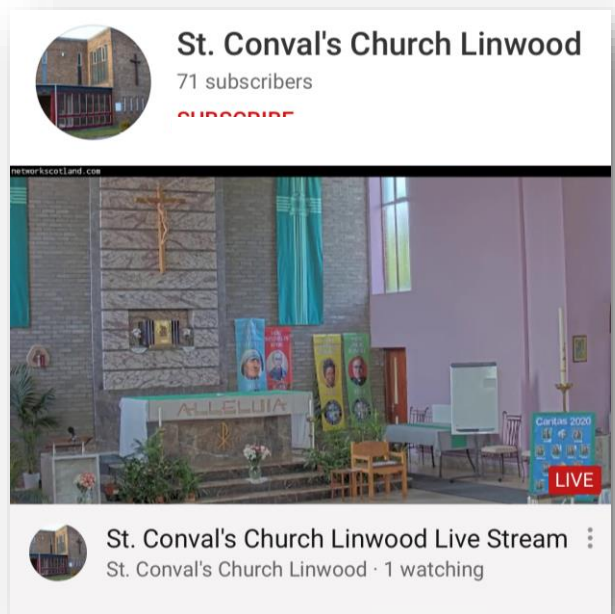 St. Conval's Church Linwood
71 subscribers
SUBSCRIBE
networkscotland.com
ALLELUIA
Caritas 2020
LIVE
St. Conval's Church Linwood Live Stream
St. Conval's Church Linwood · 1 watching